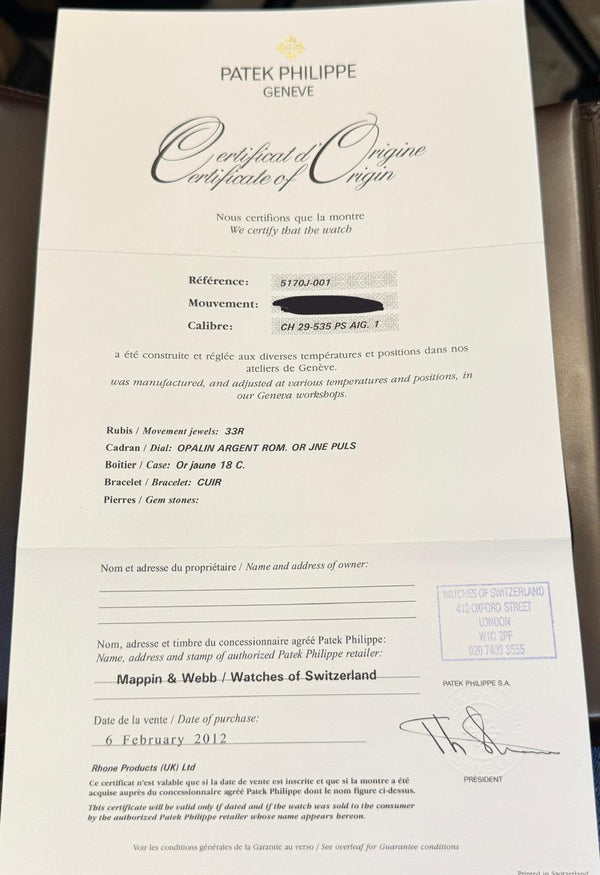 PATEK PHILIPPE
GENEVE
Certificat d'Origine
Certificate of Origin
Nous certifions que la montre
We certify that the watch
Référence: 5170J-001
Mouvement:
Calibre: CH 29-535 PS AIG. 1
a été construite et réglée aux diverses températures et positions dans nos
ateliers de Genève.
was manufactured, and adjusted at various temperatures and positions, in
our Geneva workshops.
Rubis / Movement jewels: 33R
Cadran / Dial: OPALIN ARGENT ROM. OR JNE PULS
Boîtier / Case: Or jaune 18 C.
Bracelet / Bracelet: CUIR
Pierres / Gem stones:
Nom et adresse du propriétaire / Name and address of owner:
WATCHES OF SWITZERLAND
413 OXFORD STREET
LONDON
W1C 2PF
020 7409 3555
Nom, adresse et timbre du concessionnaire agréé Patek Philippe:
Name, address and stamp of authorized Patek Philippe retailer:
Mappin & Webb / Watches of Switzerland
PATEK PHILIPPE S.A.
Date de la vente / Date of purchase:
6 February 2012
PRÉSIDENT
Rhone Products (UK) Ltd
Ce certificat n'est valable que si la date de vente est inscrite et que si la montre a été
acquise auprès du concessionnaire agréé Patek Philippe dont le nom figure ci-dessus.
This certificate will be valid only if dated and if the watch was sold to the consumer
by the authorized Patek Philippe retailer whose name appears hereon.
Voir les conditions générales de la Garantie au verso / See overleaf for Guarantee conditions
Printed in Switzerland